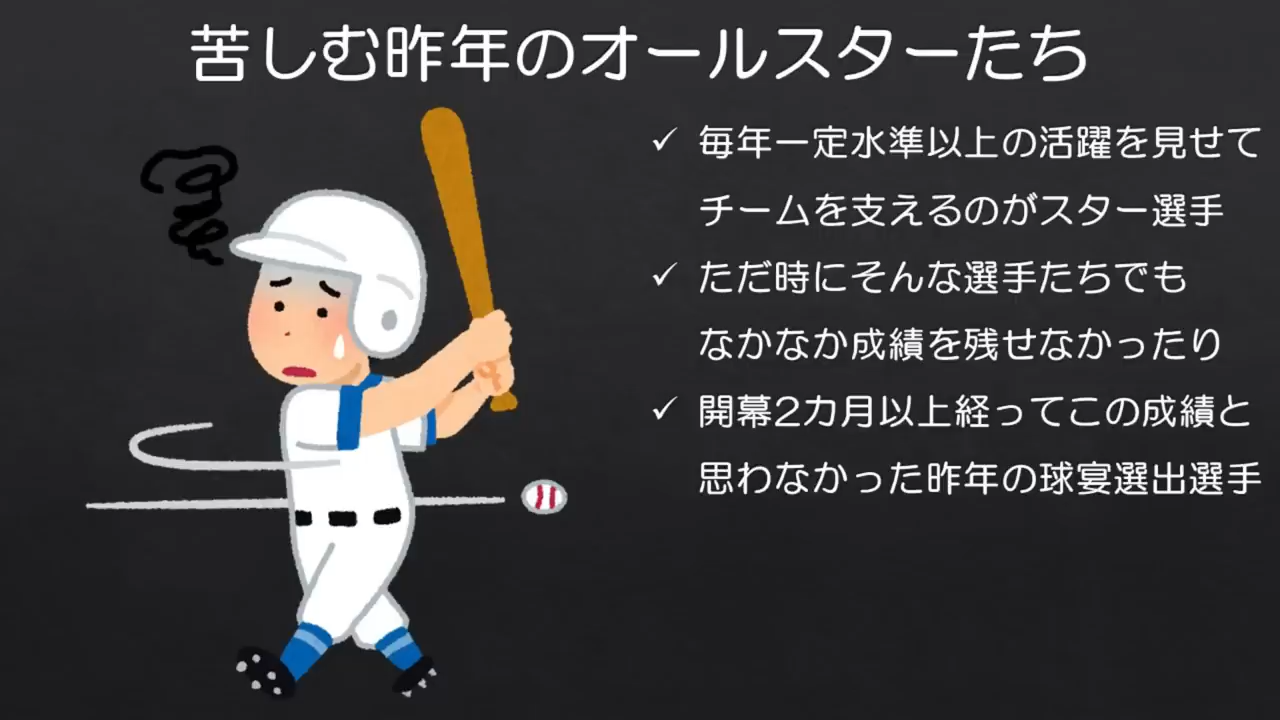 苦しむ昨年のオールスターたち
✓ 毎年一定水準以上の活躍を見せて
チームを支えるのがスター選手
✓ ただ時にそんな選手たちでも
なかなか成績を残せなかったり
✓ 開幕2カ月以上経ってこの成績と
思わなかった昨年の球宴選出選手